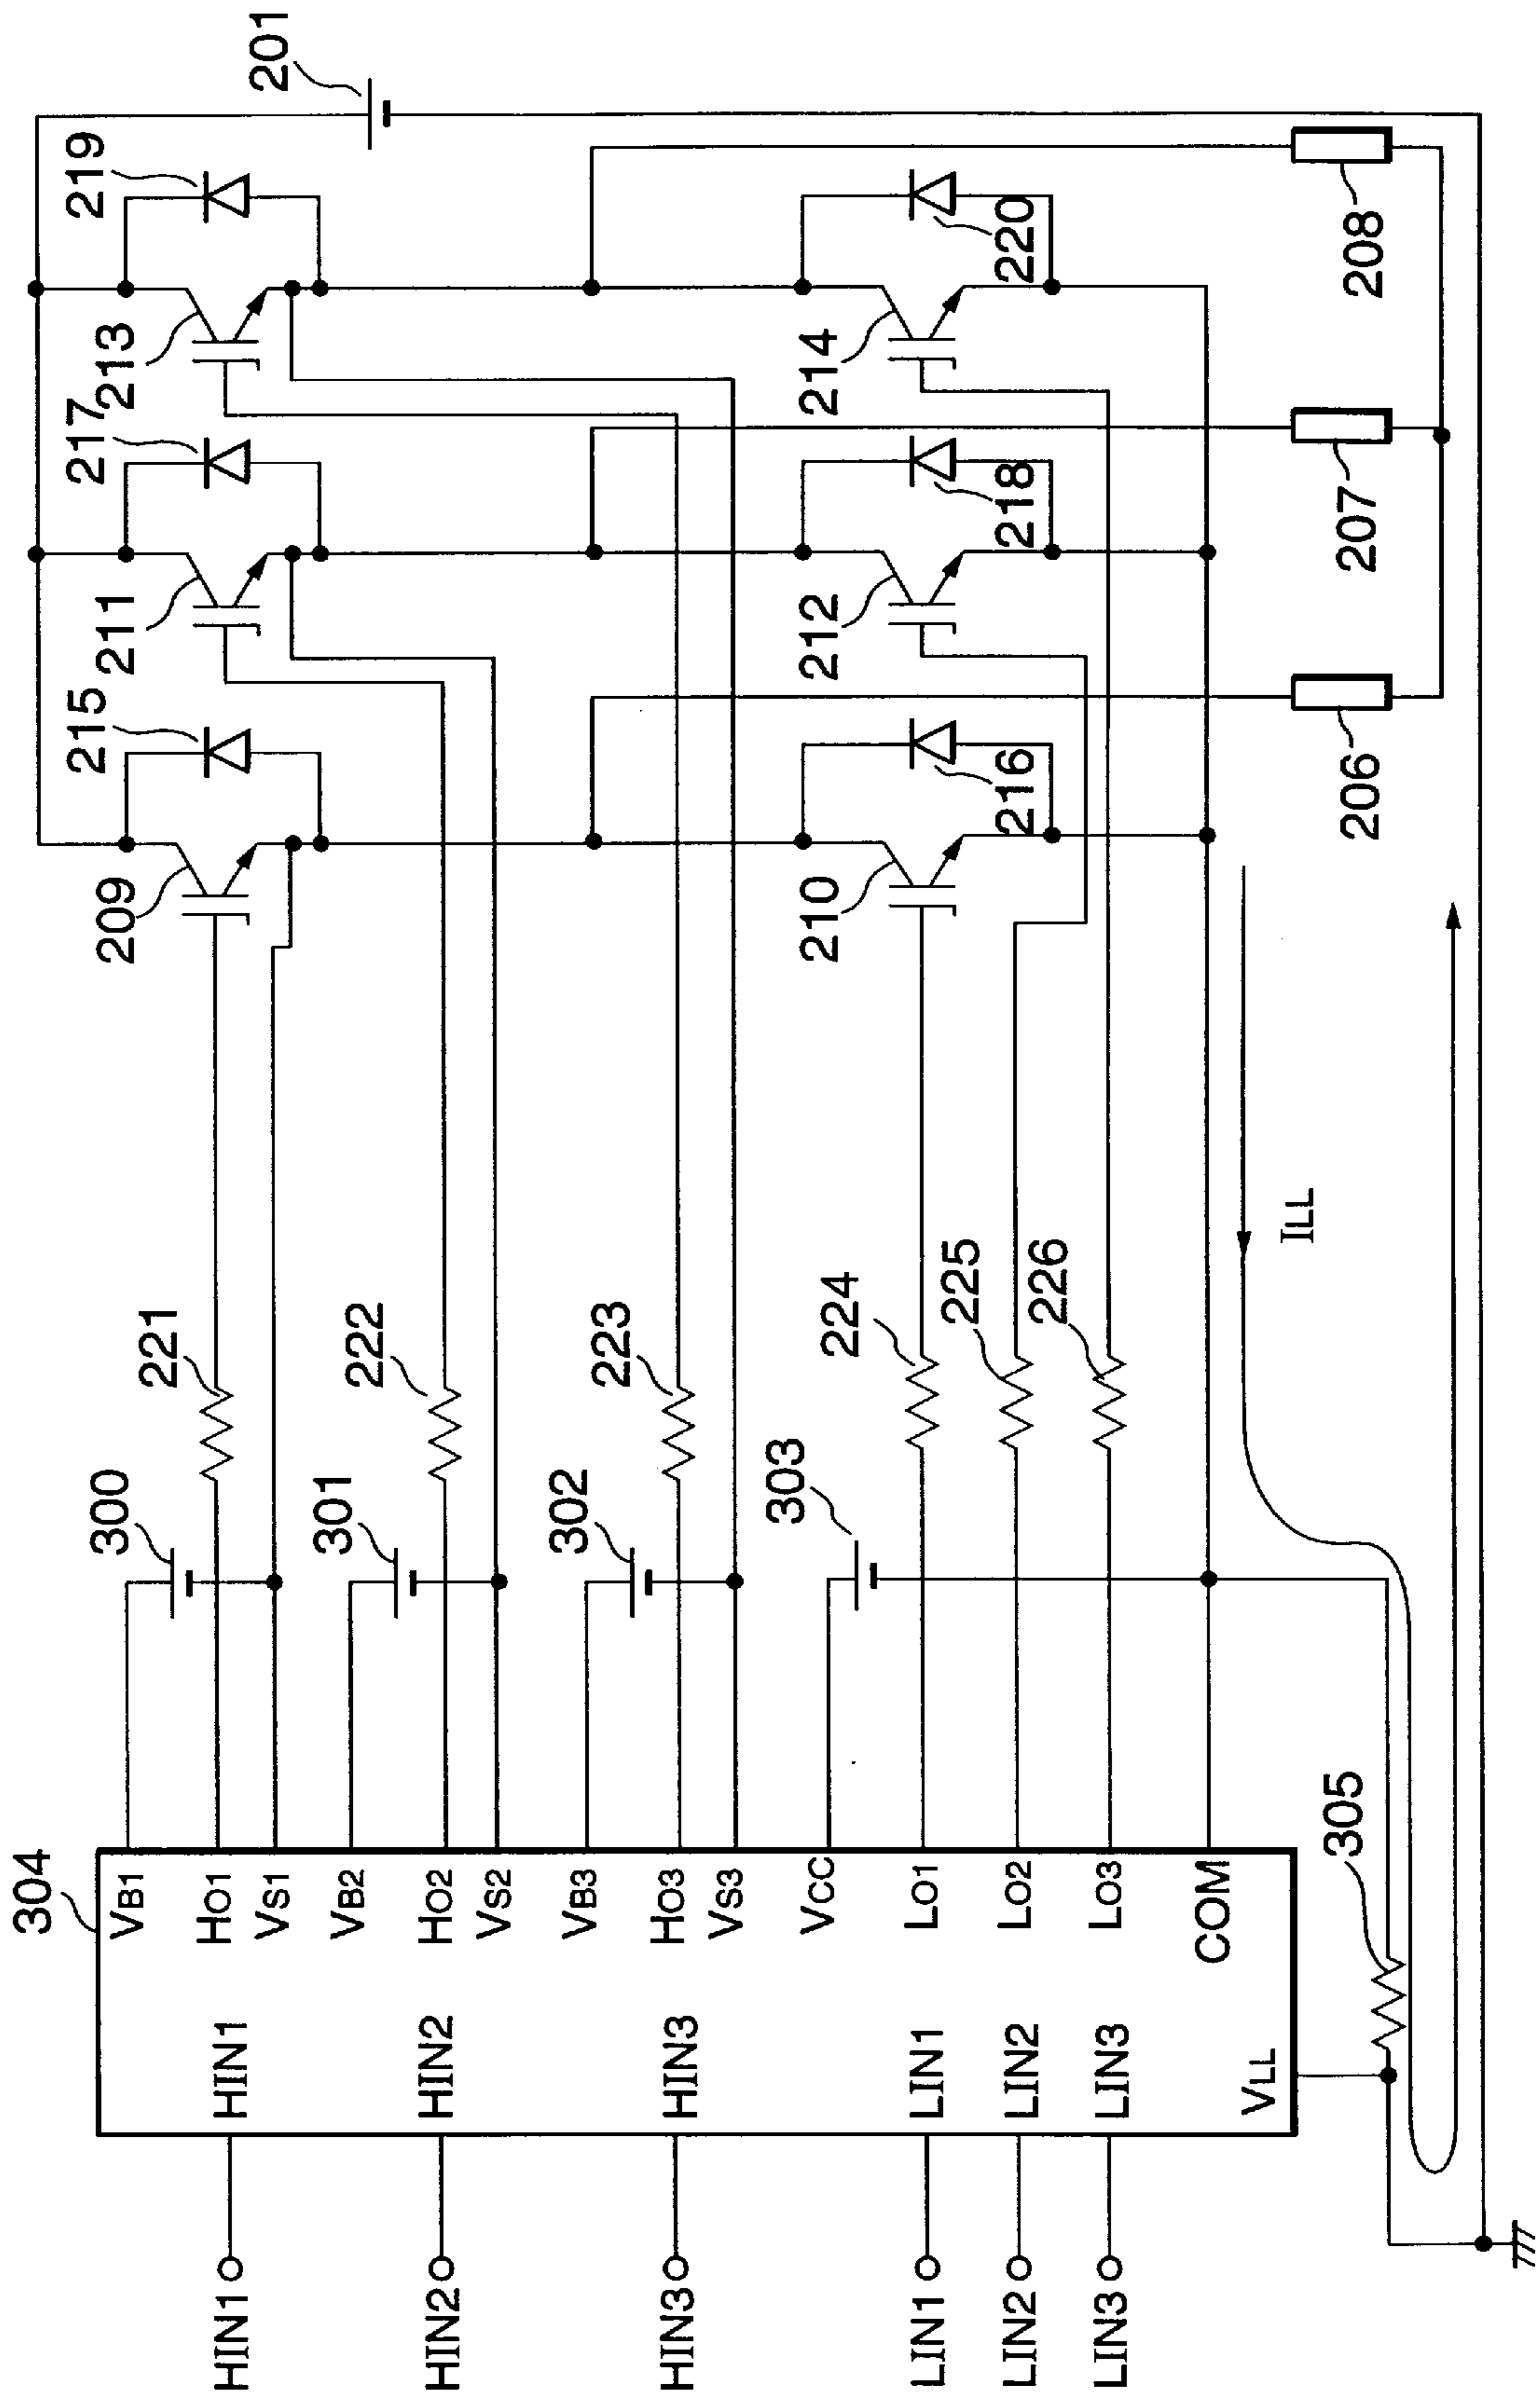 304
HIN1
HIN2
HIN3
LIN1
LIN2
LIN3
HIN1
HIN2
HIN3
LIN1
LIN2
LIN3
VLL
VB1
HO1
VS1
VB2
HO2
VS2
VB3
HO3
VS3
VCC
LO1
LO2
LO3
COM
305
300
301
302
303
221
222
223
224
225
226
ILL
209
215
211
217
213
219
201
210
216
212
218
214
220
206
207
208